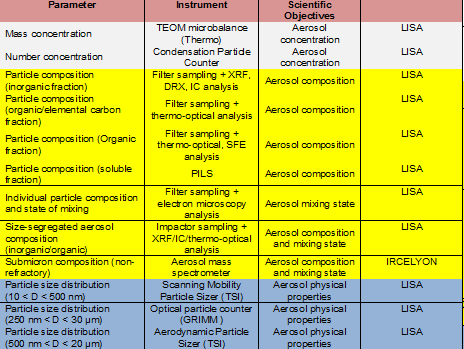 Parameter Instrument Scientific Objectives
Mass concentration TEOM microbalance (Thermo) Aerosol concentration LISA
Number concentration Condensation Particle Counter Aerosol concentration LISA
Particle composition (inorganic fraction) Filter sampling + XRF, DRX, IC analysis Aerosol composition LISA
Particle composition (organic/elemental carbon fraction) Filter sampling + thermo-optical analysis Aerosol composition LISA
Particle composition (Organic fraction) Filter sampling + thermo-optical, SFE analysis Aerosol composition LISA
Particle composition (soluble fraction) PILS Aerosol composition LISA
Individual particle composition and state of mixing Filter sampling + electron microscopy analysis Aerosol mixing state LISA
Size-segregated aerosol composition (inorganic/organic) Impactor sampling + XRF/IC/thermo-optical analysis Aerosol composition and mixing state LISA
Submicron composition (non-refractory) Aerosol mass spectrometer Aerosol composition and mixing state IRCELYON
Particle size distribution (10 < D < 500 nm) Scanning Mobility Particle Sizer (TSI) Aerosol physical properties LISA
Particle size distribution (250 nm < D < 30 µm) Optical particle counter (GRIMM) Aerosol physical properties LISA
Particle size distribution (500 nm < D < 20 µm) Aerodynamic Particle Sizer (TSI) Aerosol physical properties LISA